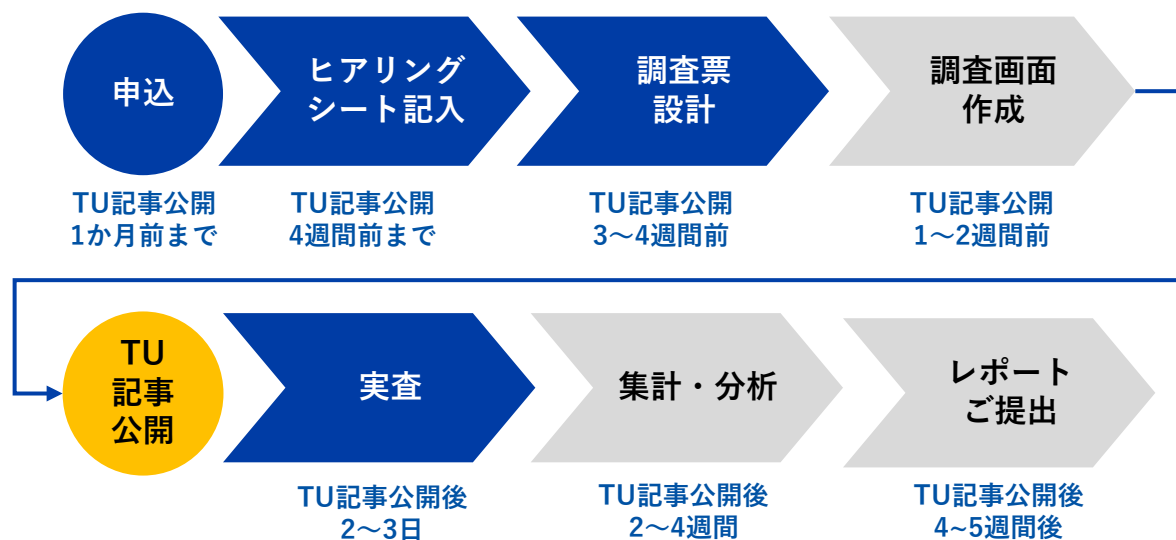 申込
ヒアリング
シート記入
調査票
設計
調査画面
作成
TU記事公開
1か月前まで
TU記事公開
4週間前まで
TU記事公開
3〜4週間前
TU記事公開
1〜2週間前
TU
記事
公開
実査
集計・分析
レポート
ご提出
TU記事公開後
2〜3日
TU記事公開後
2〜4週間
TU記事公開後
4~5週間後